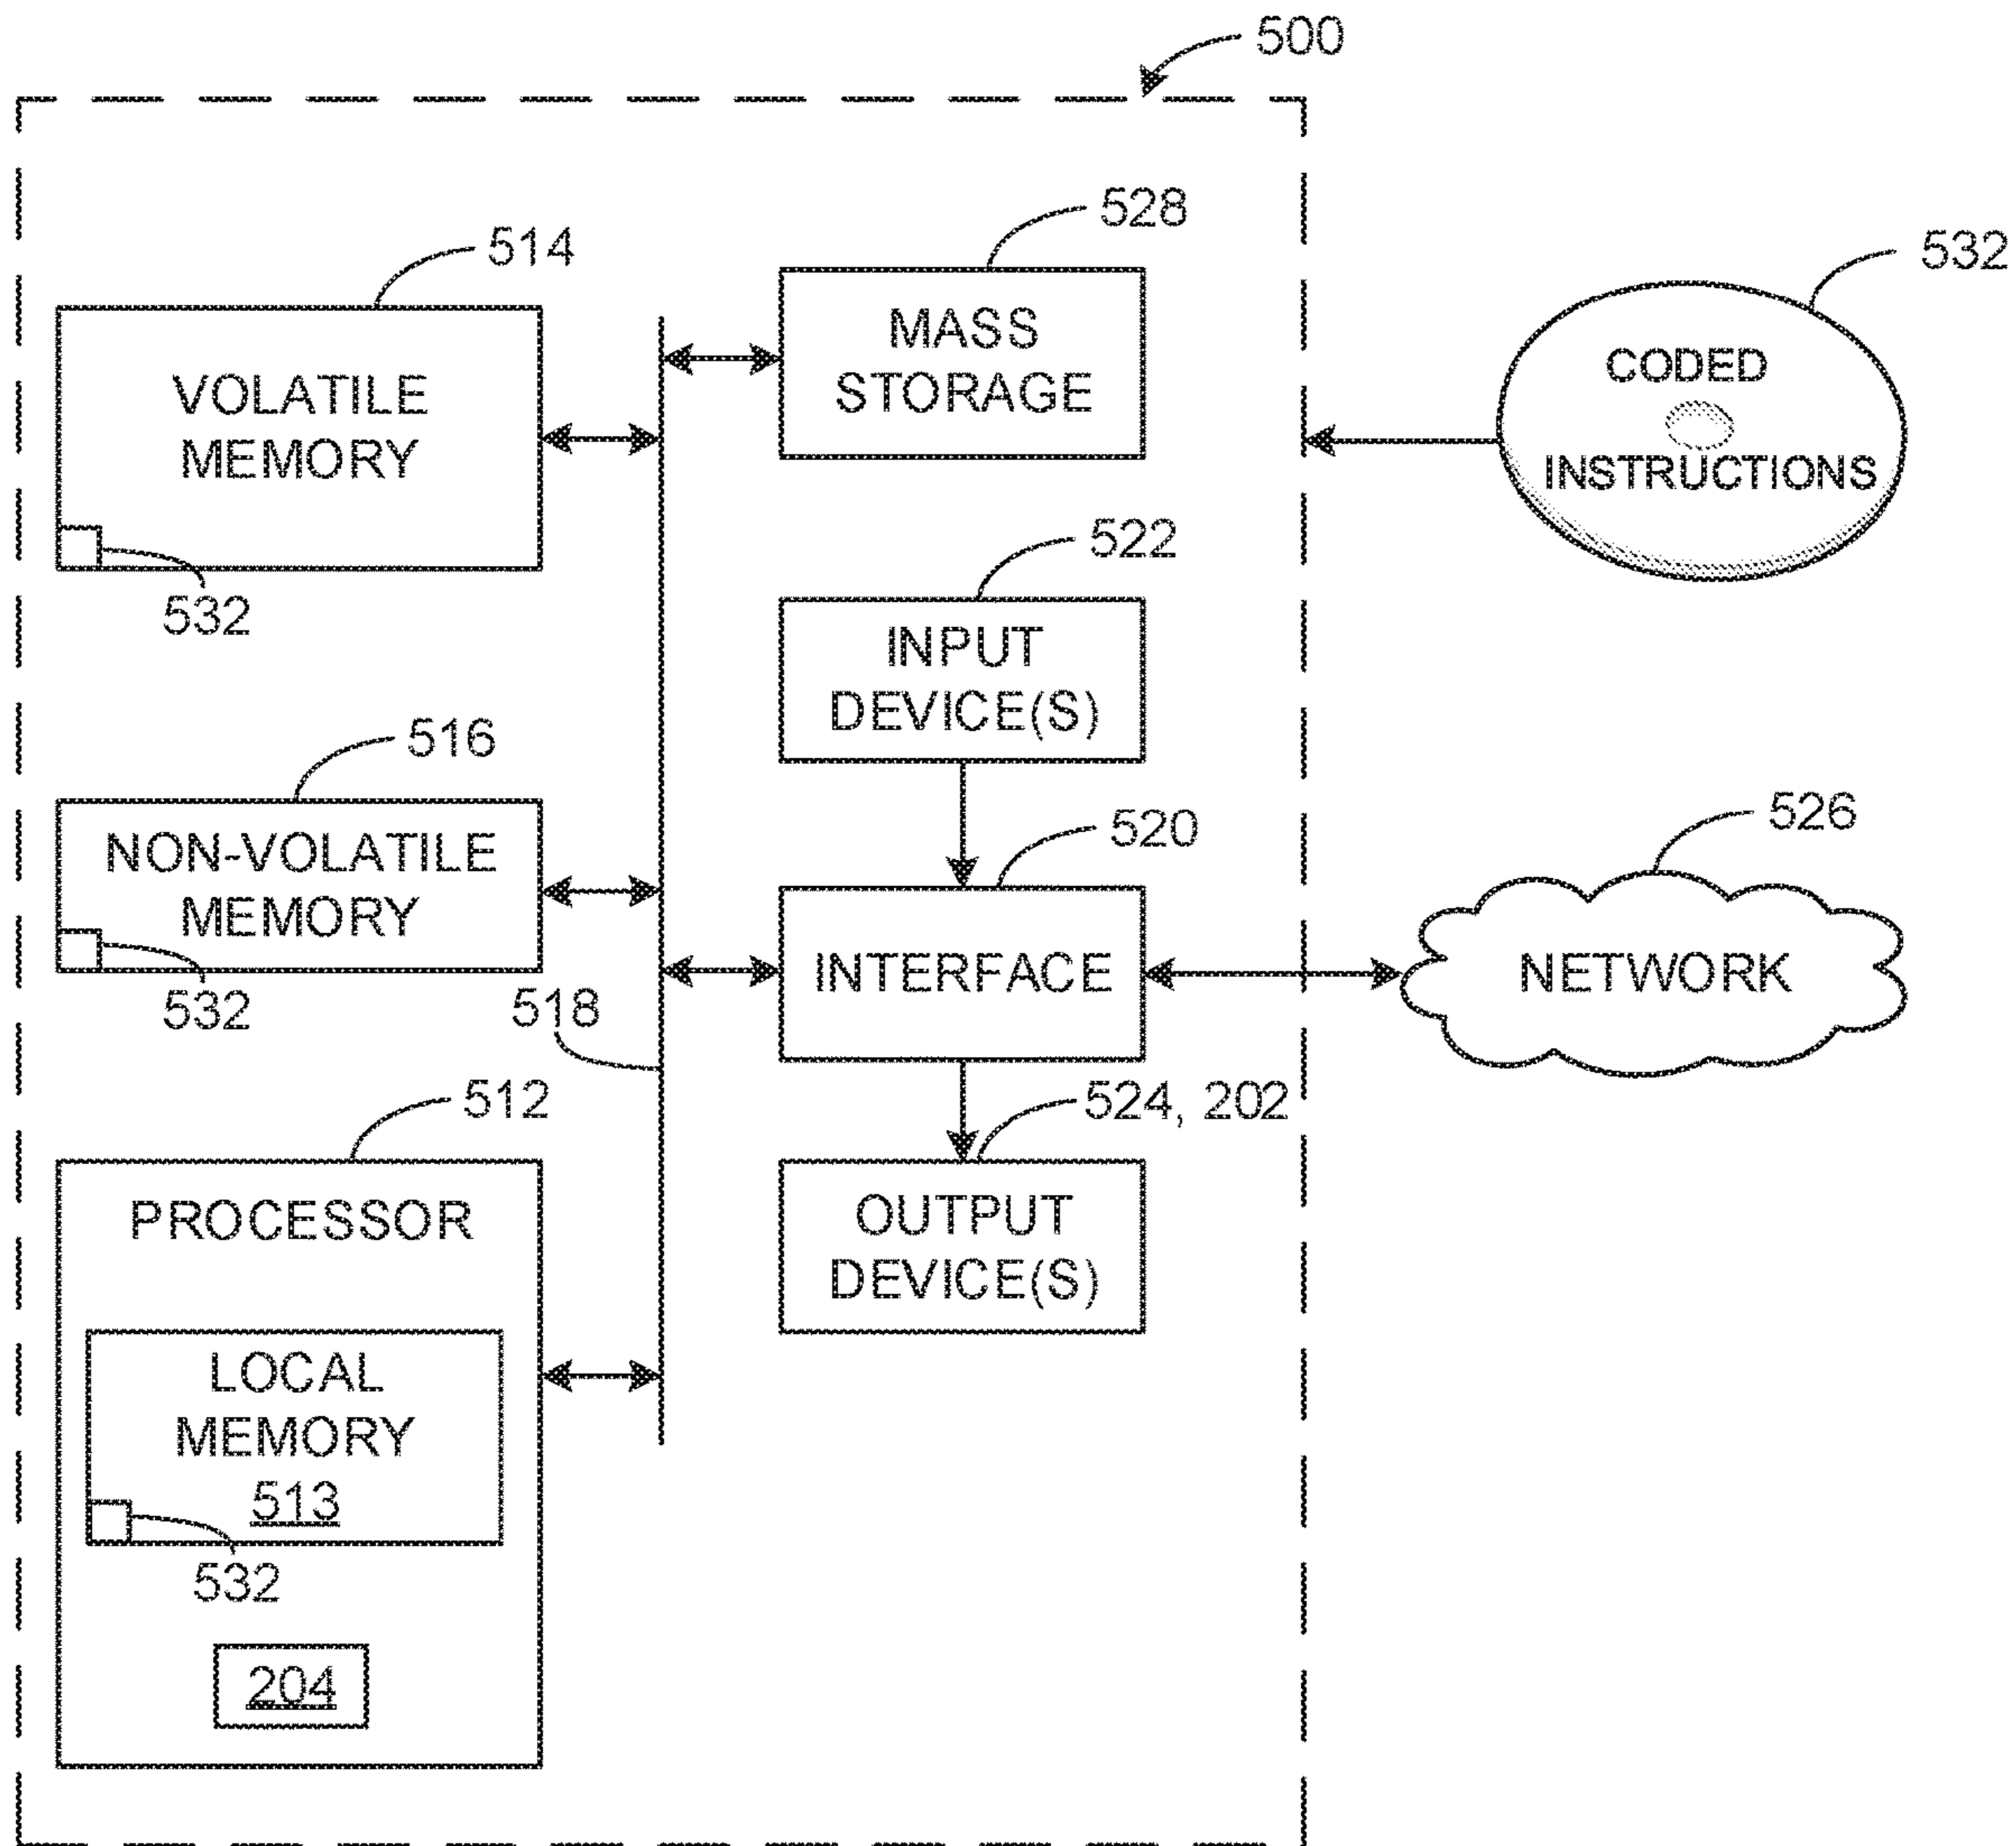 500
528
514
532
MASS
STORAGE
VOLATILE
MEMORY
CODED
INSTRUCTIONS
532
522
INPUT
DEVICE(S)
516
520
526
NON-VOLATILE
MEMORY
INTERFACE
NETWORK
532
518
512
524, 202
PROCESSOR
OUTPUT
DEVICE(S)
LOCAL
MEMORY
513
532
204